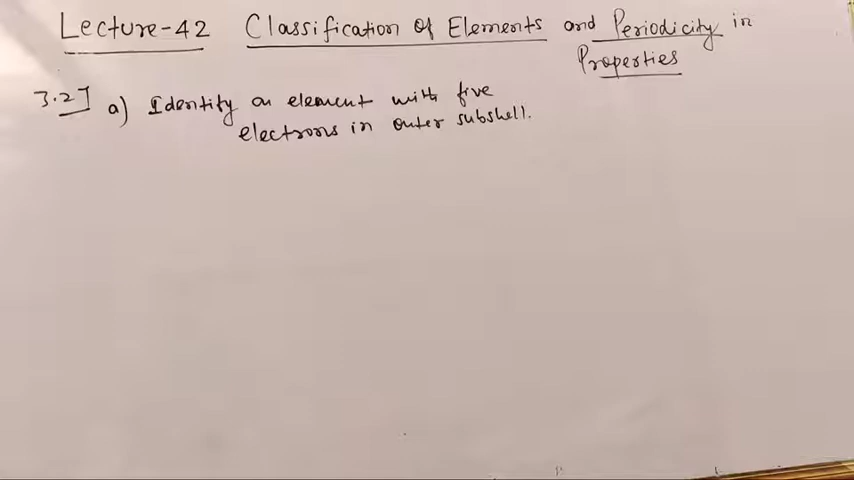 Lecture-42 Classification of Elements and Periodicity in
Properties
3.27 a) Identify an element with five
electrons in outer subshell.